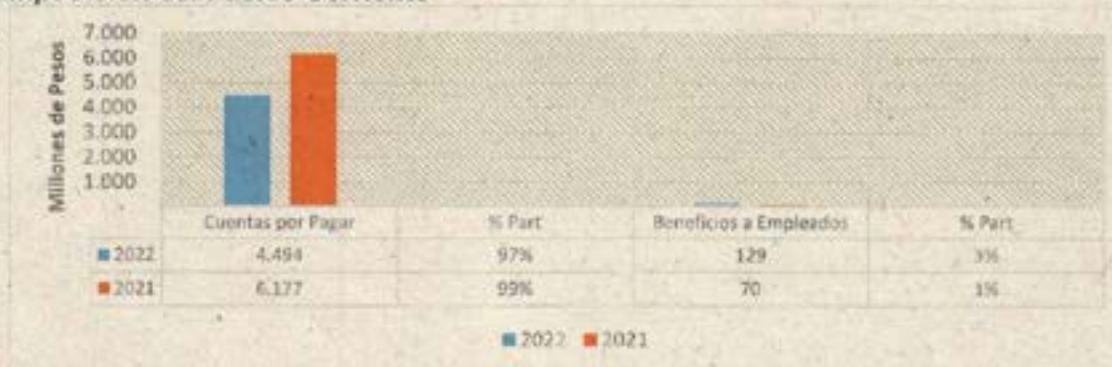 7.000
6.000
5.000
4.000
3.000
2.000
1.000
Millones de Pesos
Cuentas por Pagar % Part Beneficios a Empleados % Part
2022 4.494 97% 129 3%
2021 6.177 99% 70 1%
2022 2021